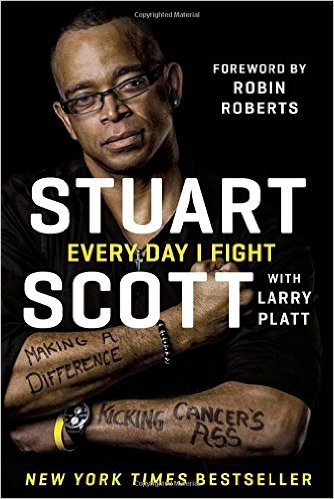 FOREWORD BY
ROBIN
ROBERTS
STUART
EVERY DAY I FIGHT
SCOTT
WITH
LARRY
PLATT
MAKING A
DIFFERENCE
KICKING CANCER'S
ASS
NEW YORK TIMES BESTSELLER